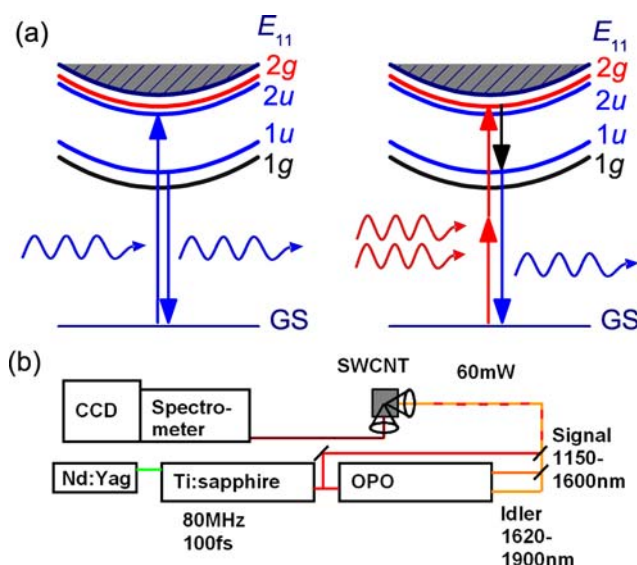 (a)
E11
2g
2u
1u
1g
GS
E11
2g
2u
1u
1g
GS
(b)
SWCNT
60mW
CCD
Spectro-
meter
Signal
1150-
1600nm
Nd:Yag
Ti:sapphire
OPO
80MHz
100fs
Idler
1620-
1900nm